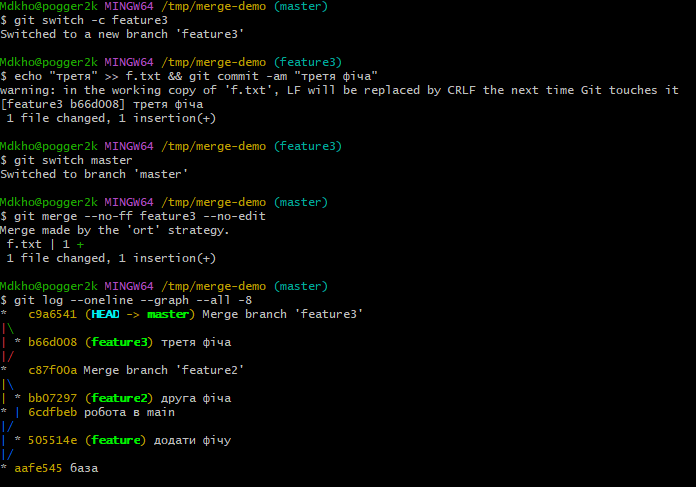 Mdkho@pogger2k MINGW64 /tmp/merge-demo (master)
$ git switch -c feature3
Switched to a new branch 'feature3'

Mdkho@pogger2k MINGW64 /tmp/merge-demo (feature3)
$ echo "третя" >> f.txt && git commit -am "третя фіча"
warning: in the working copy of 'f.txt', LF will be replaced by CRLF the next time Git touches it
[feature3 b66d008] третя фіча
 1 file changed, 1 insertion(+)

Mdkho@pogger2k MINGW64 /tmp/merge-demo (feature3)
$ git switch master
Switched to branch 'master'

Mdkho@pogger2k MINGW64 /tmp/merge-demo (master)
$ git merge --no-ff feature3 --no-edit
Merge made by the 'ort' strategy.
 f.txt | 1 +
 1 file changed, 1 insertion(+)

Mdkho@pogger2k MINGW64 /tmp/merge-demo (master)
$ git log --oneline --graph --all -8
*   c9a6541 (HEAD -> master) Merge branch 'feature3'
|\
| * b66d008 (feature3) третя фіча
|/
*   c87f00a Merge branch 'feature2'
|\
| * bb07297 (feature2) друга фіча
* | 6cdfbeb робота в main
|/
| * 505514e (feature) додати фічу
|/
* aafe545 база